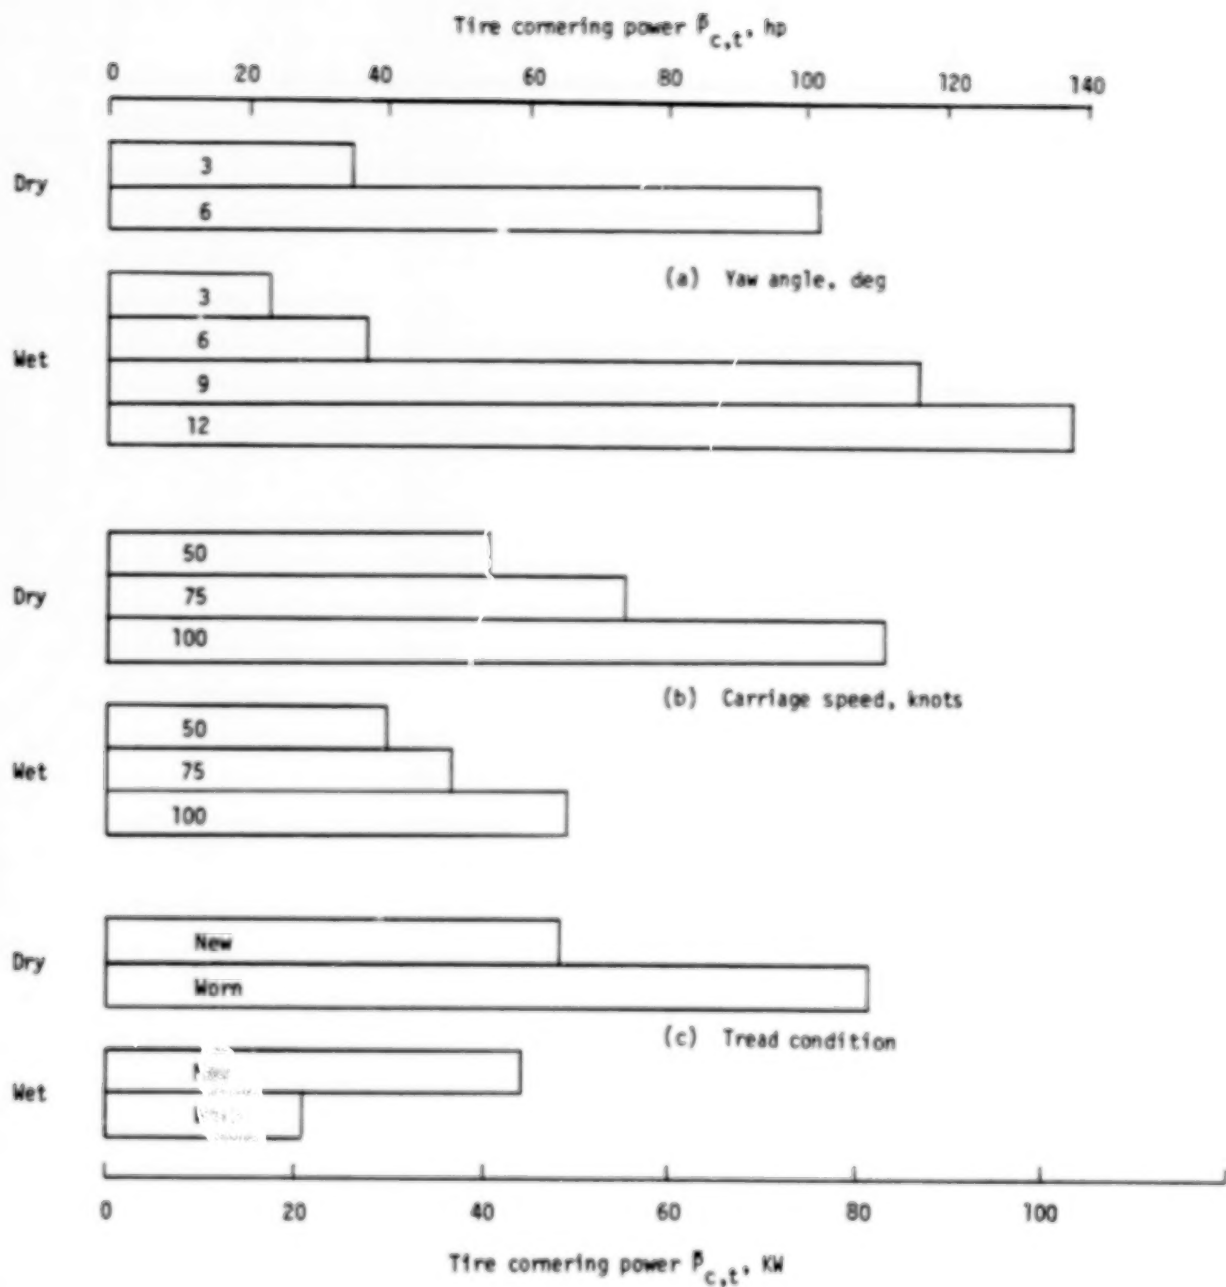 Tire cornering power p̄c,t, hp
0 20 40 60 80 100 120 140
Dry
3
6
(a) Yaw angle, deg
Wet
3
6
9
12
Dry
50
75
100
(b) Carriage speed, knots
Wet
50
75
100
Dry
New
Worn
(c) Tread condition
Wet
0 20 40 60 80 100
Tire cornering power p̄c,t, KW